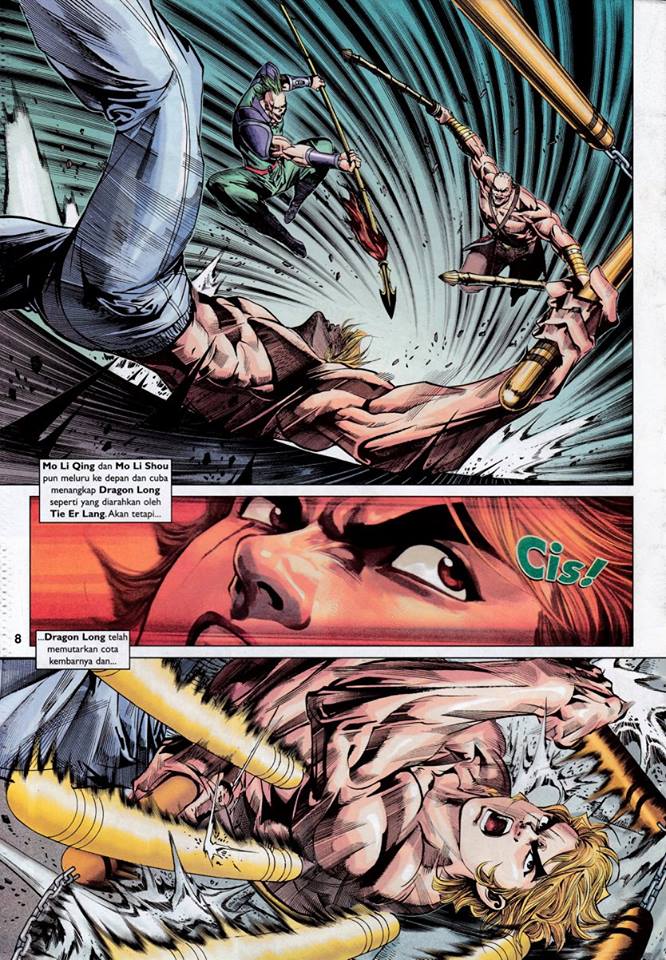 Mo Li Qing dan Mo Li Shou
pun meluru ke depan dan cuba
menangkap Dragon Long
seperti yang diarahkan oleh
Tie Er Lang. Akan tetapi...
Cis!
8
...Dragon Long telah
memutarkan cota
kembarnya dan...